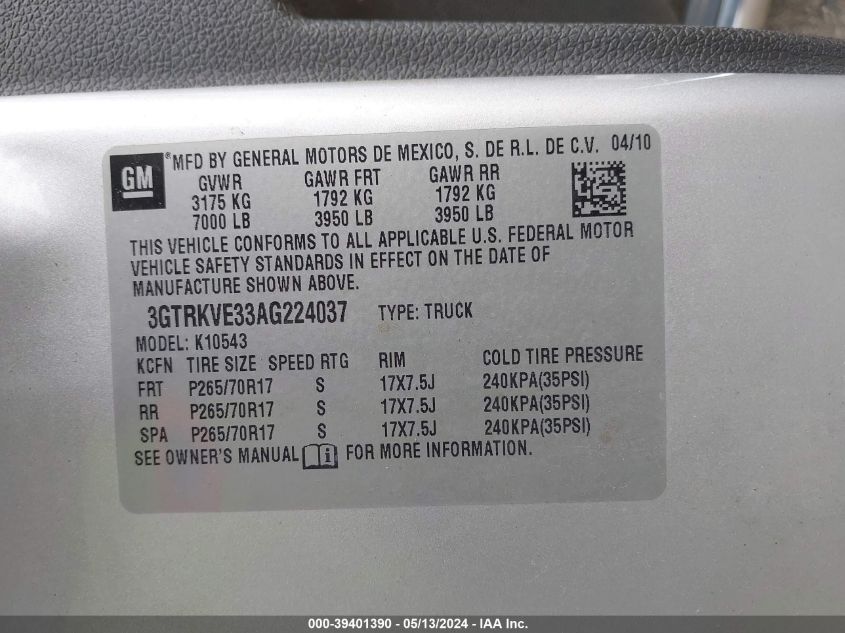 GM ® MFD BY GENERAL MOTORS DE MEXICO, S. DE R.L. DE C.V. 04/10
GVWR GAWR FRT GAWR RR
3175 KG 1792 KG 1792 KG
7000 LB 3950 LB 3950 LB
THIS VEHICLE CONFORMS TO ALL APPLICABLE U.S. FEDERAL MOTOR
VEHICLE SAFETY STANDARDS IN EFFECT ON THE DATE OF
MANUFACTURE SHOWN ABOVE.
3GTRKVE33AG224037 TYPE: TRUCK
MODEL: K10543
KCFN TIRE SIZE SPEED RTG RIM COLD TIRE PRESSURE
FRT P265/70R17 S 17X7.5J 240KPA(35PSI)
RR P265/70R17 S 17X7.5J 240KPA(35PSI)
SPA P265/70R17 S 17X7.5J 240KPA(35PSI)
SEE OWNER'S MANUAL i FOR MORE INFORMATION.
000-39401390 - 05/13/2024 - IAA Inc.